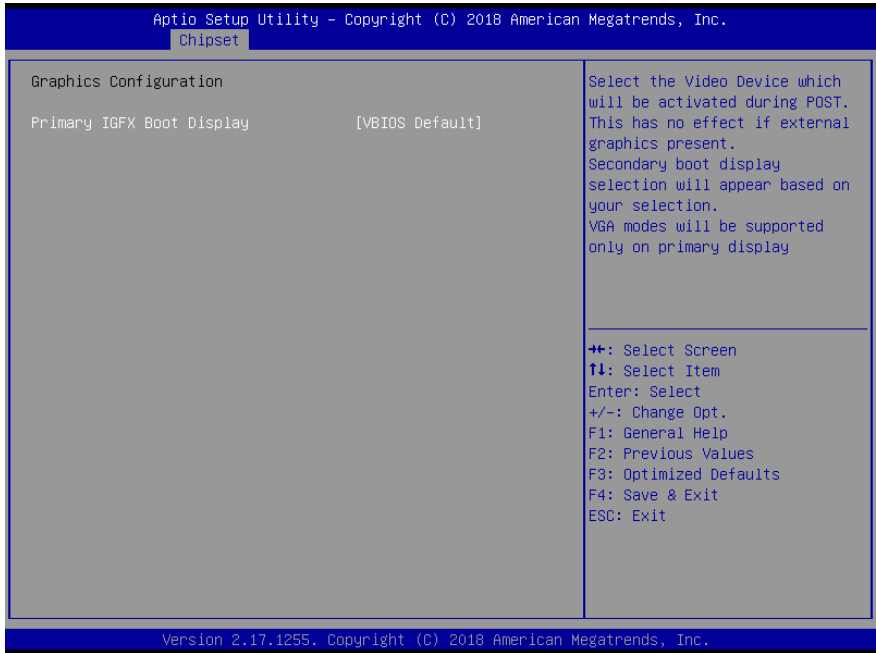 Aptio Setup Utility – Copyright (C) 2018 American Megatrends, Inc.
Chipset
Graphics Configuration
Primary IGFX Boot Display [VBIOS Default]
Select the Video Device which
will be activated during POST.
This has no effect if external
graphics present.
Secondary boot display
selection will appear based on
your selection.
VGA modes will be supported
only on primary display
→←: Select Screen
↑↓: Select Item
Enter: Select
+/-: Change Opt.
F1: General Help
F2: Previous Values
F3: Optimized Defaults
F4: Save & Exit
ESC: Exit
Version 2.17.1255. Copyright (C) 2018 American Megatrends, Inc.